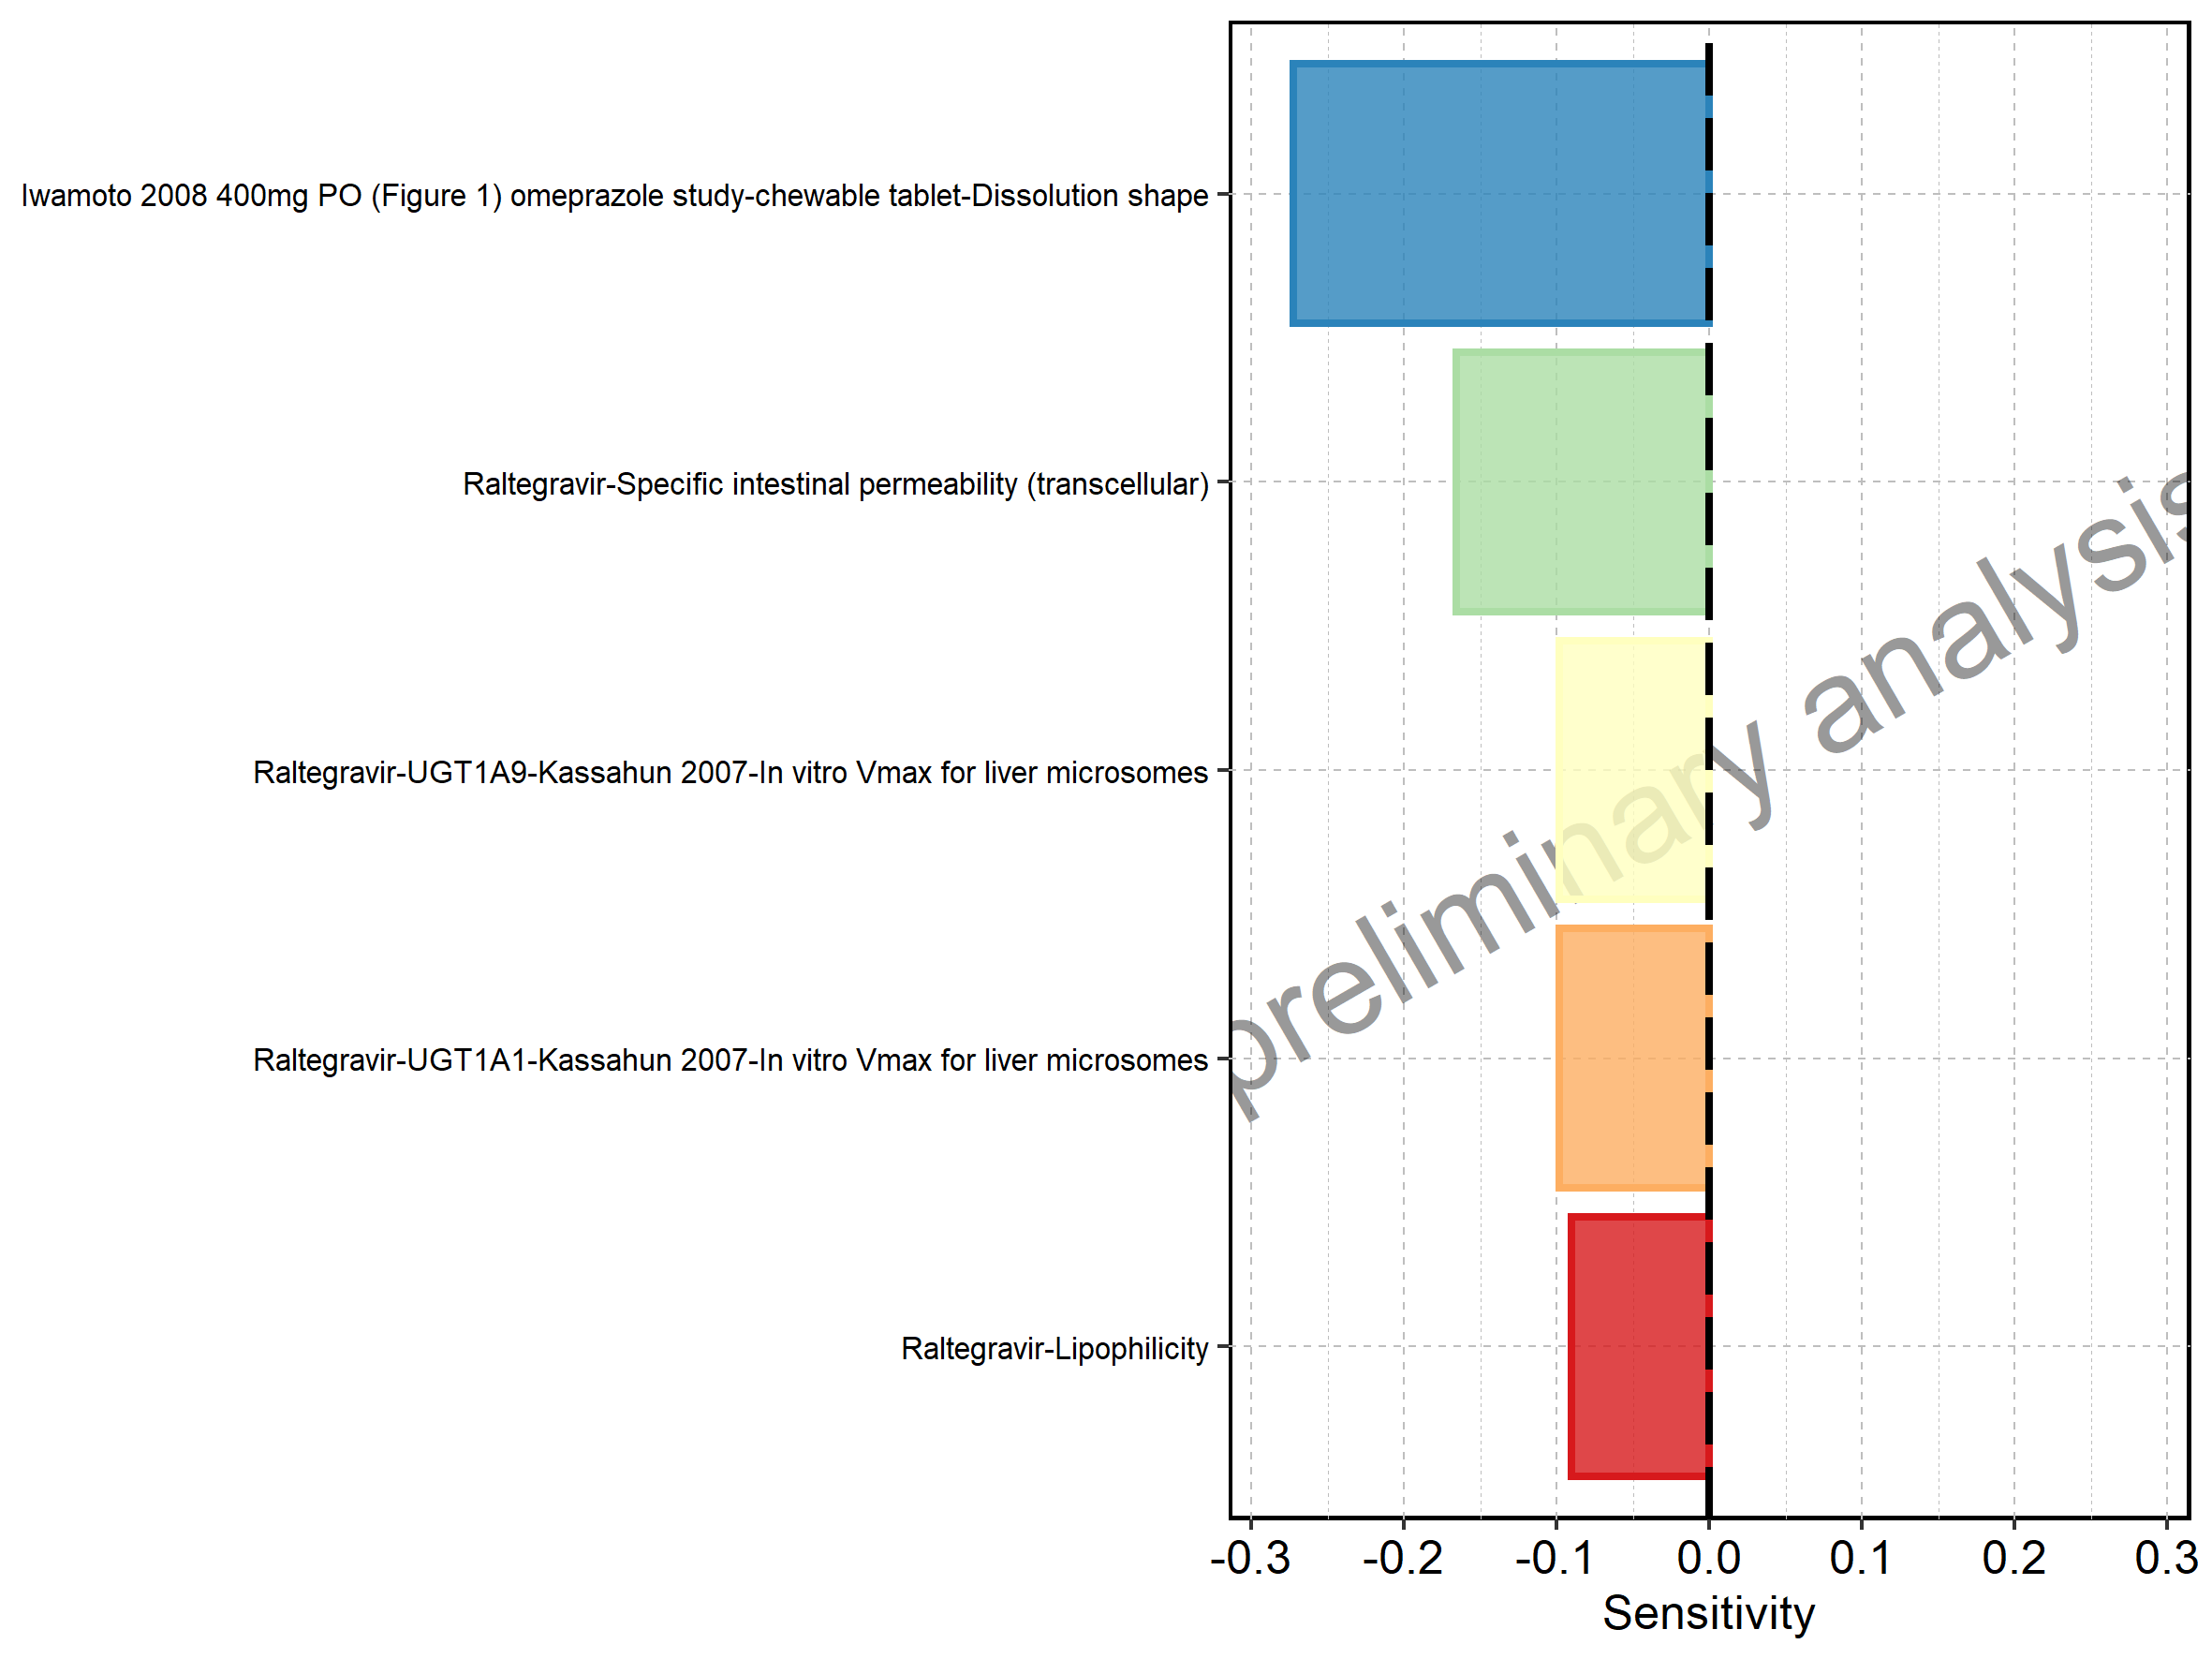 Iwamoto 2008 400mg PO (Figure 1) omeprazole study-chewable tablet-Dissolution shape
Raltegravir-Specific intestinal permeability (transcellular)
Raltegravir-UGT1A9-Kassahun 2007-In vitro Vmax for liver microsomes
Raltegravir-UGT1A1-Kassahun 2007-In vitro Vmax for liver microsomes
Raltegravir-Lipophilicity
preliminary analysis
-0.3 -0.2 -0.1 0.0 0.1 0.2 0.3
Sensitivity